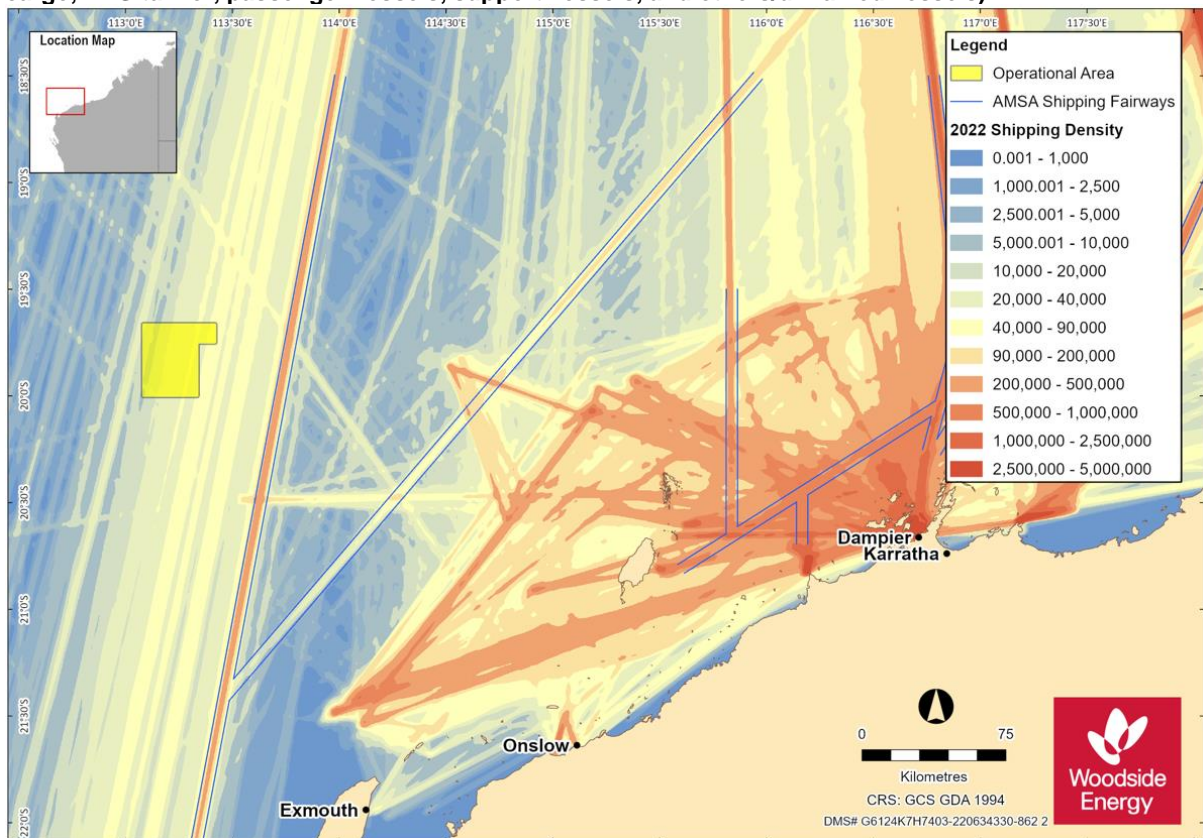 113°0'E 113°30'E 114°0'E 114°30'E 115°0'E 115°30'E 116°0'E 116°30'E 117°0'E 117°30'E
Location Map
Legend
Operational Area
AMSA Shipping Fairways
2022 Shipping Density
0.001 - 1,000
1,000.001 - 2,500
2,500.001 - 5,000
5,000.001 - 10,000
10,000 - 20,000
20,000 - 40,000
40,000 - 90,000
90,000 - 200,000
200,000 - 500,000
500,000 - 1,000,000
1,000,000 - 2,500,000
2,500,000 - 5,000,000
18°30'S
19°0'S
19°30'S
20°0'S
20°30'S
21°0'S
21°30'S
22°0'S
Dampier
Karratha
Onslow
Exmouth
0 75
Kilometres
CRS: GCS GDA 1994
DMS# G6124K7H7403-220634330-862 2
Woodside
Energy